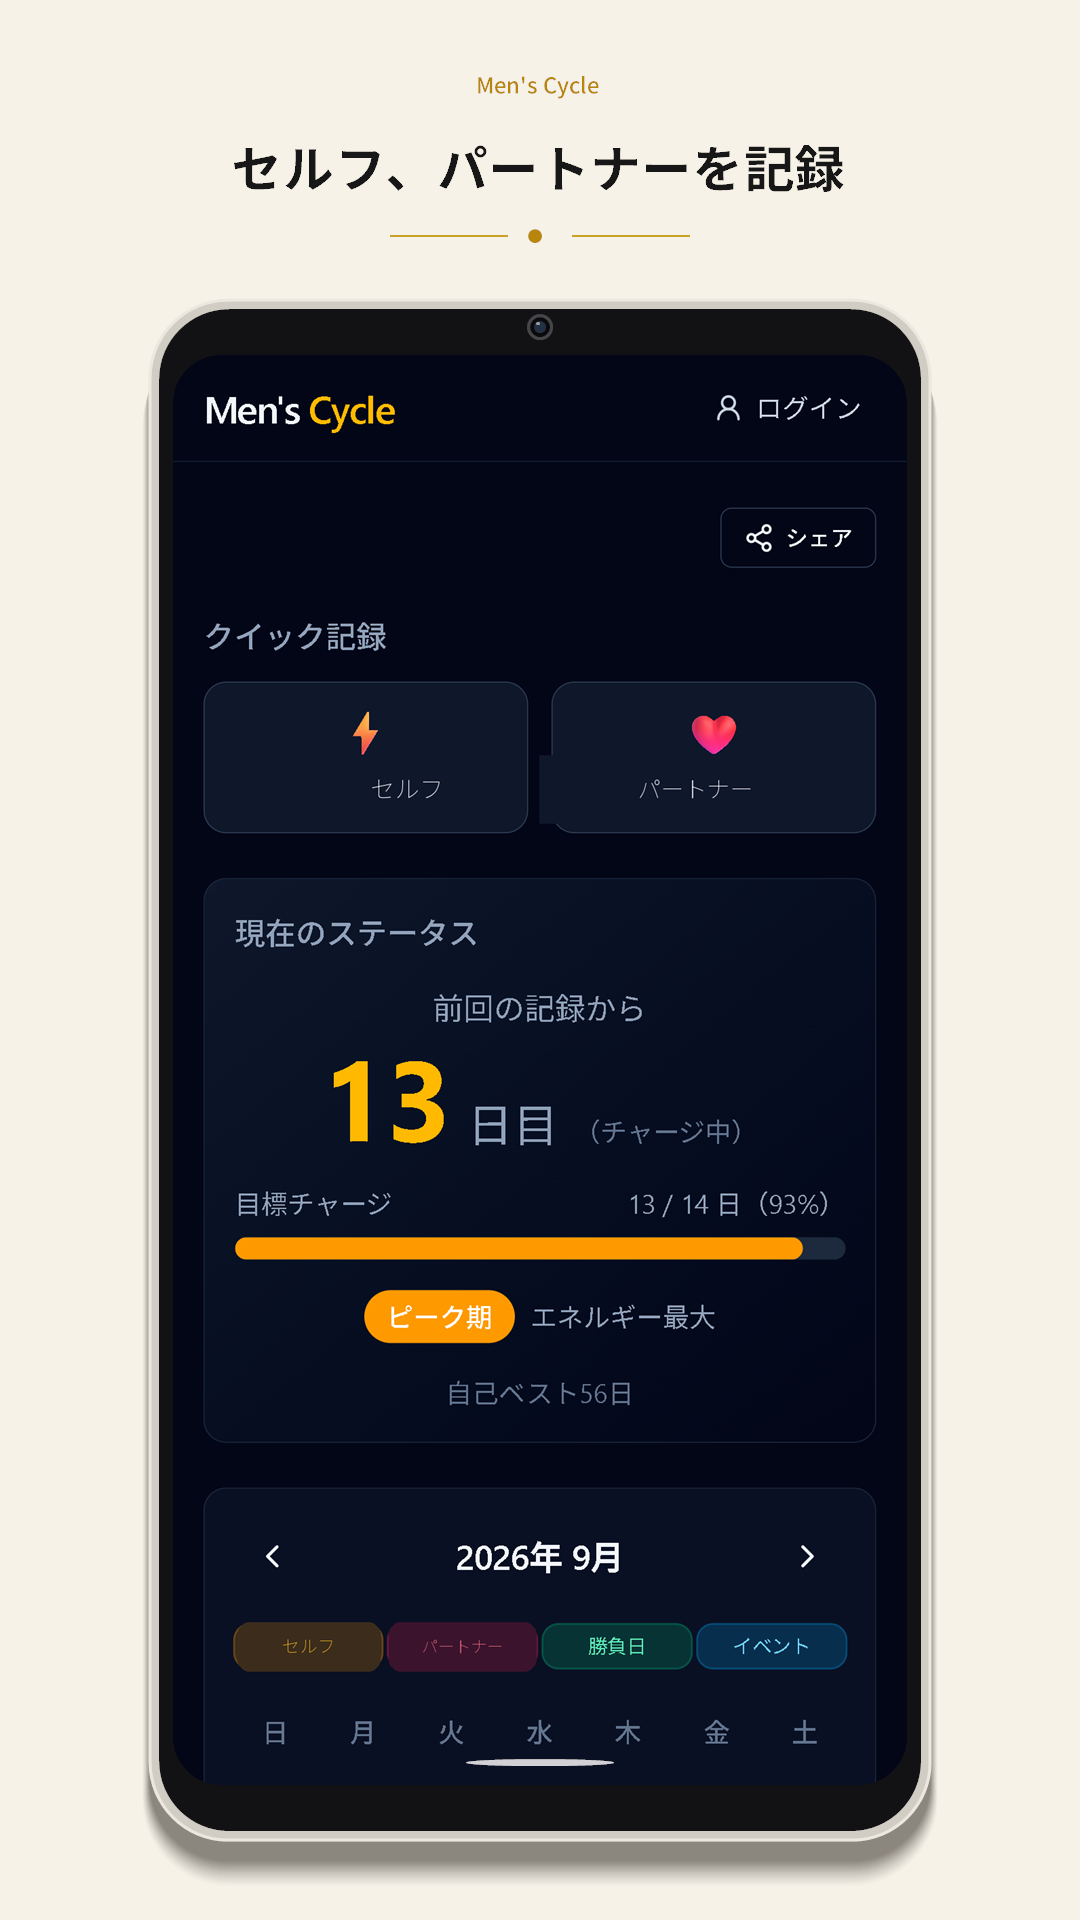 Men's Cycle
セルフ、パートナーを記録
Men's Cycle
ログイン
シェア
クイック記録
セルフ
パートナー
現在のステータス
前回の記録から
13 日目 （チャージ中）
目標チャージ
13 / 14 日（93%）
ピーク期 エネルギー最大
自己ベスト56日
2026年 9月
セルフ パートナー 勝負日 イベント
日 月 火 水 木 金 土